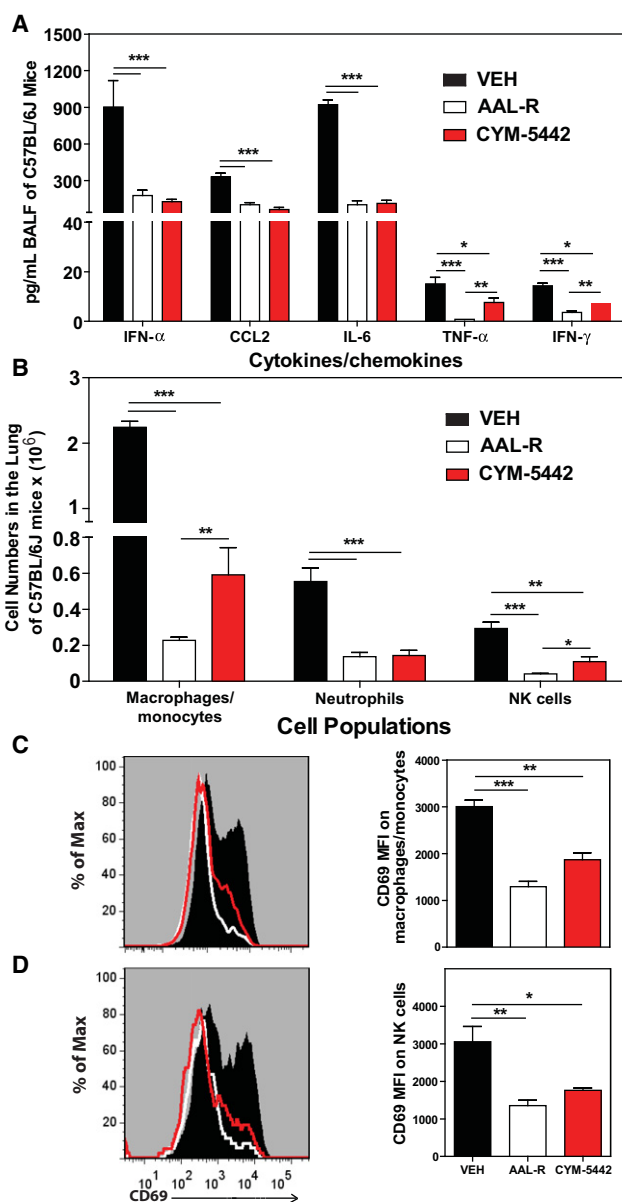 A
pg/mL BALF of C57BL/6J Mice
1500
1200
900
600
300
40
20
0
***
***
***
*
***
**
*
***
**
VEH
AAL-R
CYM-5442
IFN-α
CCL2
IL-6
TNF-α
IFN-γ
Cytokines/chemokines
B
Cell Numbers in the Lung
of C57BL/6J mice x (10⁶)
3
2
1
0.6
0.4
0.2
0
***
**
***
**
***
*
VEH
AAL-R
CYM-5442
Macrophages/
monocytes
Neutrophils
NK cells
Cell Populations
C
% of Max
100
80
60
40
20
10¹ 10² 10³ 10⁴ 10⁵
CD69 MFI on
macrophages/monocytes
4000
3000
2000
1000
0
**
***
D
% of Max
100
80
60
40
20
10¹ 10² 10³ 10⁴ 10⁵
CD69
CD69 MFI on NK cells
4000
3000
2000
1000
0
*
**
VEH
AAL-R
CYM-5442